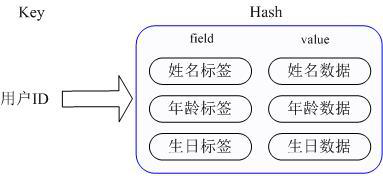 Key Hash
field value
姓名标签 姓名数据
用户ID 年龄标签 年龄数据
生日标签 生日数据